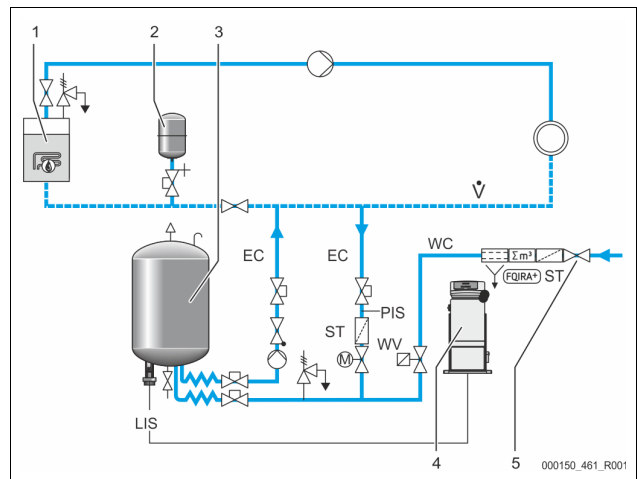 1
2
3
V̇
EC
EC
WC
Σm³
FQIRA+
ST
PIS
ST
WV
M
LIS
4
5
000150_461_R001